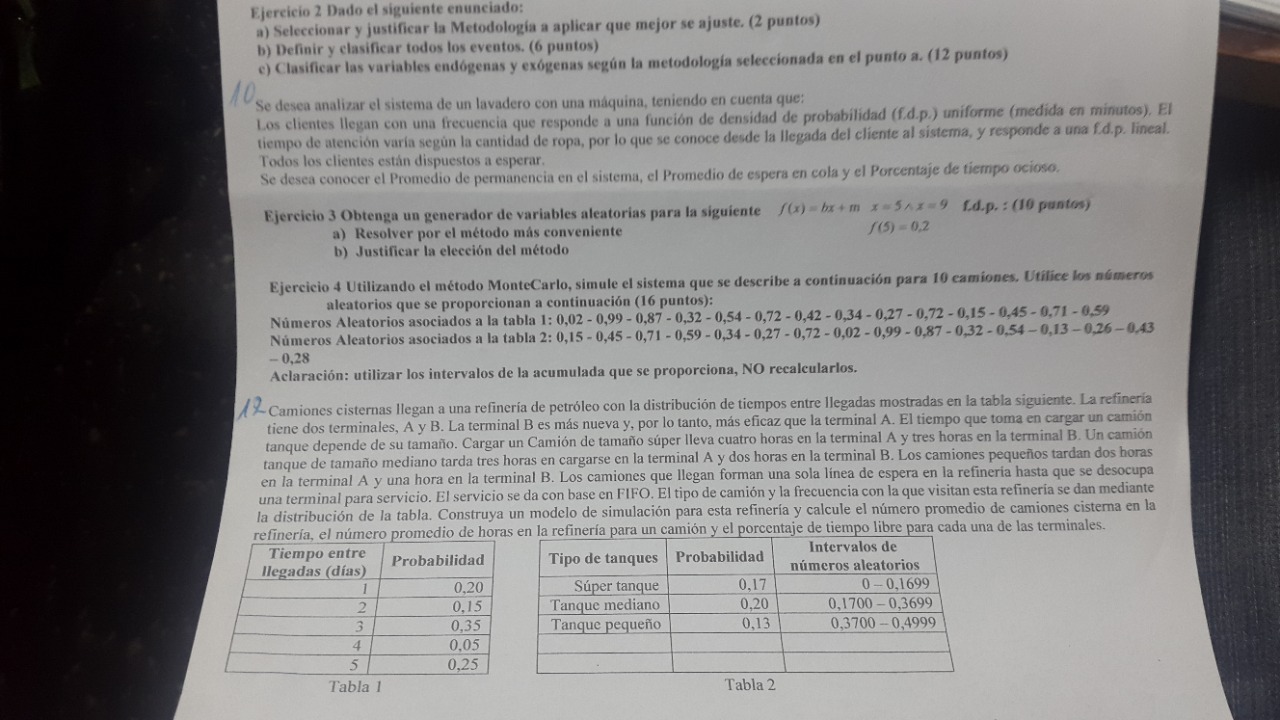 Ejercicio 2 Dado el siguiente enunciado:
a) Seleccionar y justificar la Metodología a aplicar que mejor se ajuste. (2 puntos)
b) Definir y clasificar todos los eventos. (6 puntos)
c) Clasificar las variables endógenas y exógenas según la metodología seleccionada en el punto a. (12 puntos)
10
Se desea analizar el sistema de un lavadero con una máquina, teniendo en cuenta que:
Los clientes llegan con una frecuencia que responde a una función de densidad de probabilidad (f.d.p.) uniforme (medida en minutos). El
tiempo de atención varía según la cantidad de ropa, por lo que se conoce desde la llegada del cliente al sistema, y responde a una f.d.p. lineal.
Todos los clientes están dispuestos a esperar.
Se desea conocer el Promedio de permanencia en el sistema, el Promedio de espera en cola y el Porcentaje de tiempo ocioso.
Ejercicio 3 Obtenga un generador de variables aleatorias para la siguiente f(x) = bx + m x = 5 ∧ x = 9 f.d.p. : (10 puntos)
f(5) = 0,2
a) Resolver por el método más conveniente
b) Justificar la elección del método
Ejercicio 4 Utilizando el método MonteCarlo, simule el sistema que se describe a continuación para 10 camiones. Utilice los números
aleatorios que se proporcionan a continuación (16 puntos):
Números Aleatorios asociados a la tabla 1: 0,02 - 0,99 - 0,87 - 0,32 - 0,54 - 0,72 - 0,42 - 0,34 - 0,27 - 0,72 - 0,15 - 0,45 - 0,71 - 0,59
Números Aleatorios asociados a la tabla 2: 0,15 - 0,45 - 0,71 - 0,59 - 0,34 - 0,27 - 0,72 - 0,02 - 0,99 - 0,87 - 0,32 - 0,54 – 0,13 – 0,26 – 0,43
– 0,28
Aclaración: utilizar los intervalos de la acumulada que se proporciona, NO recalcularlos.
12
Camiones cisternas llegan a una refinería de petróleo con la distribución de tiempos entre llegadas mostradas en la tabla siguiente. La refinería
tiene dos terminales, A y B. La terminal B es más nueva y, por lo tanto, más eficaz que la terminal A. El tiempo que toma en cargar un camión
tanque depende de su tamaño. Cargar un Camión de tamaño súper lleva cuatro horas en la terminal A y tres horas en la terminal B. Un camión
tanque de tamaño mediano tarda tres horas en cargarse en la terminal A y dos horas en la terminal B. Los camiones pequeños tardan dos horas
en la terminal A y una hora en la terminal B. Los camiones que llegan forman una sola línea de espera en la refinería hasta que se desocupa
una terminal para servicio. El servicio se da con base en FIFO. El tipo de camión y la frecuencia con la que visitan esta refinería se dan mediante
la distribución de la tabla. Construya un modelo de simulación para esta refinería y calcule el número promedio de camiones cisterna en la
refinería, el número promedio de horas en la refinería para un camión y el porcentaje de tiempo libre para cada una de las terminales.
Tiempo entre
llegadas (días) Probabilidad
1 0,20
2 0,15
3 0,35
4 0,05
5 0,25
Tabla 1
Tipo de tanques Probabilidad Intervalos de
números aleatorios
Súper tanque 0,17 0 – 0,1699
Tanque mediano 0,20 0,1700 – 0,3699
Tanque pequeño 0,13 0,3700 – 0,4999
Tabla 2